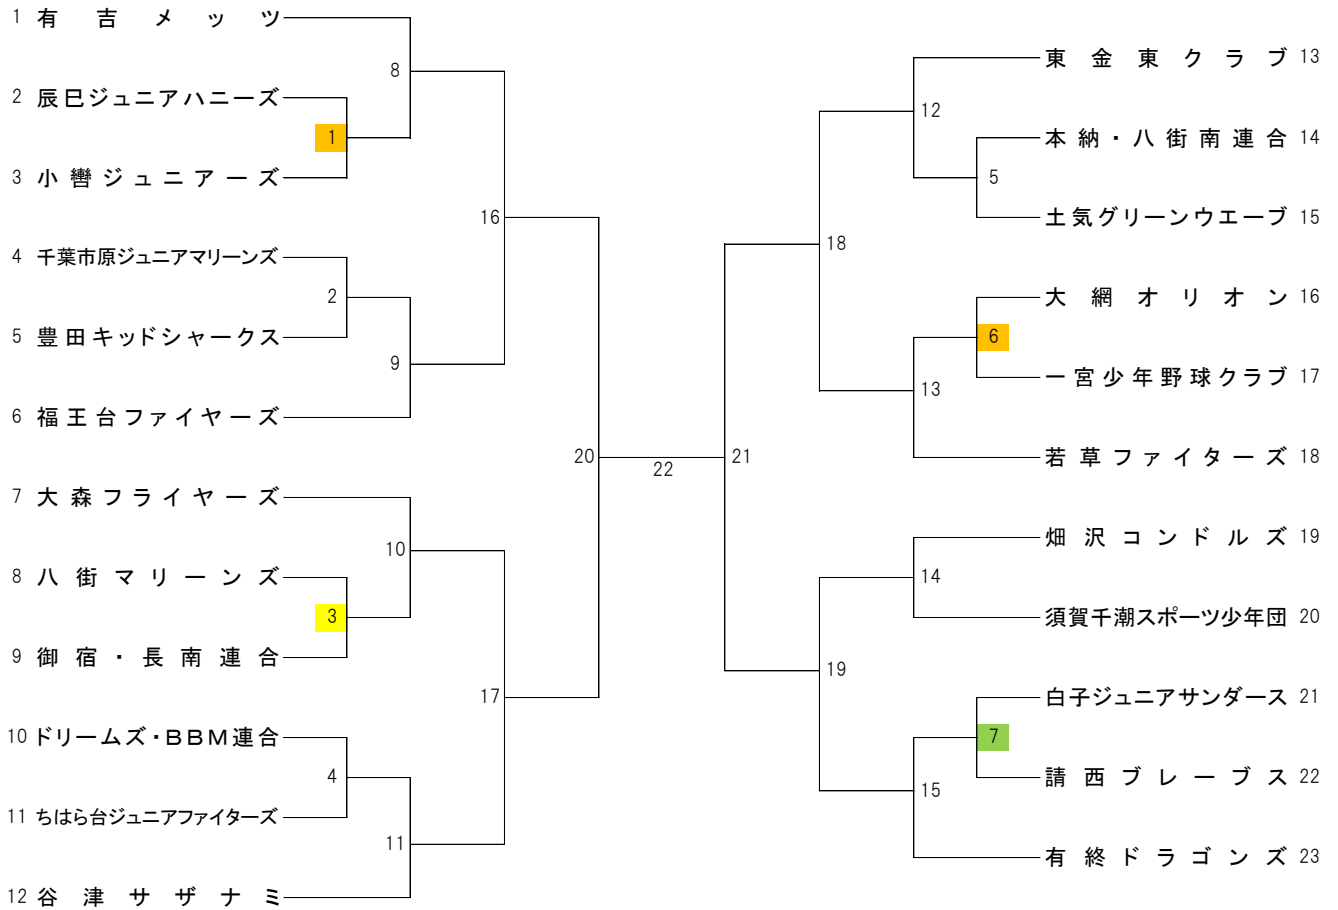 1 有吉メッツ
8
2 辰巳ジュニアハニーズ
1
3 小轡ジュニアーズ
16
4 千葉市原ジュニアマリーンズ
2
5 豊田キッドシャークス
9
6 福王台ファイヤーズ
20
7 大森フライヤーズ
10
8 八街マリーンズ
3
9 御宿・長南連合
17
10 ドリームズ・BBM連合
4
11 ちはら台ジュニアファイターズ
11
12 谷津サザナミ
22
東金東クラブ 13
12
本納・八街南連合 14
5
土気グリーンウエーブ 15
18
大網オリオン 16
6
一宮少年野球クラブ 17
13
若草ファイターズ 18
21
畑沢コンドルズ 19
14
須賀千潮スポーツ少年団 20
19
白子ジュニアサンダース 21
7
請西ブレーブス 22
15
有終ドラゴンズ 23